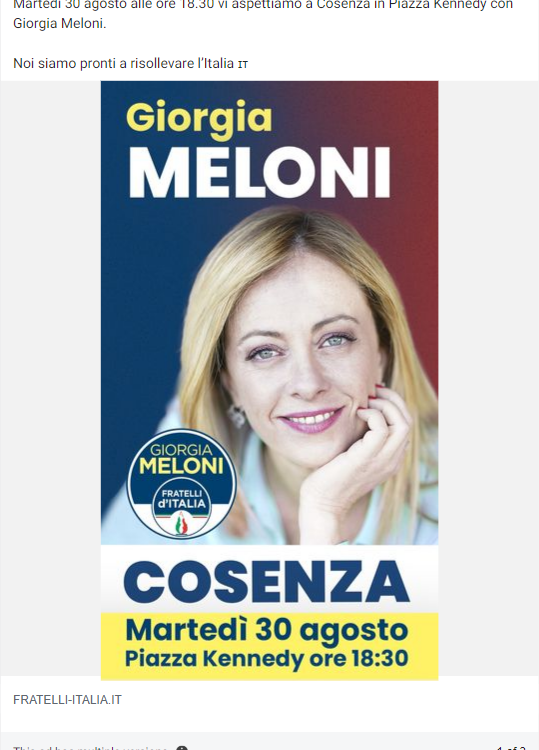 Martedì 30 agosto alle ore 18.30 vi aspettiamo a Cosenza in Piazza Kennedy con
Giorgia Meloni.
Noi siamo pronti a risollevare l'Italia IT
Giorgia
MELONI
GIORGIA
MELONI
FRATELLI
d'ITALIA
COSENZA
Martedì 30 agosto
Piazza Kennedy ore 18:30
FRATELLI-ITALIA.IT
This ad has multiple versions
1 of 2